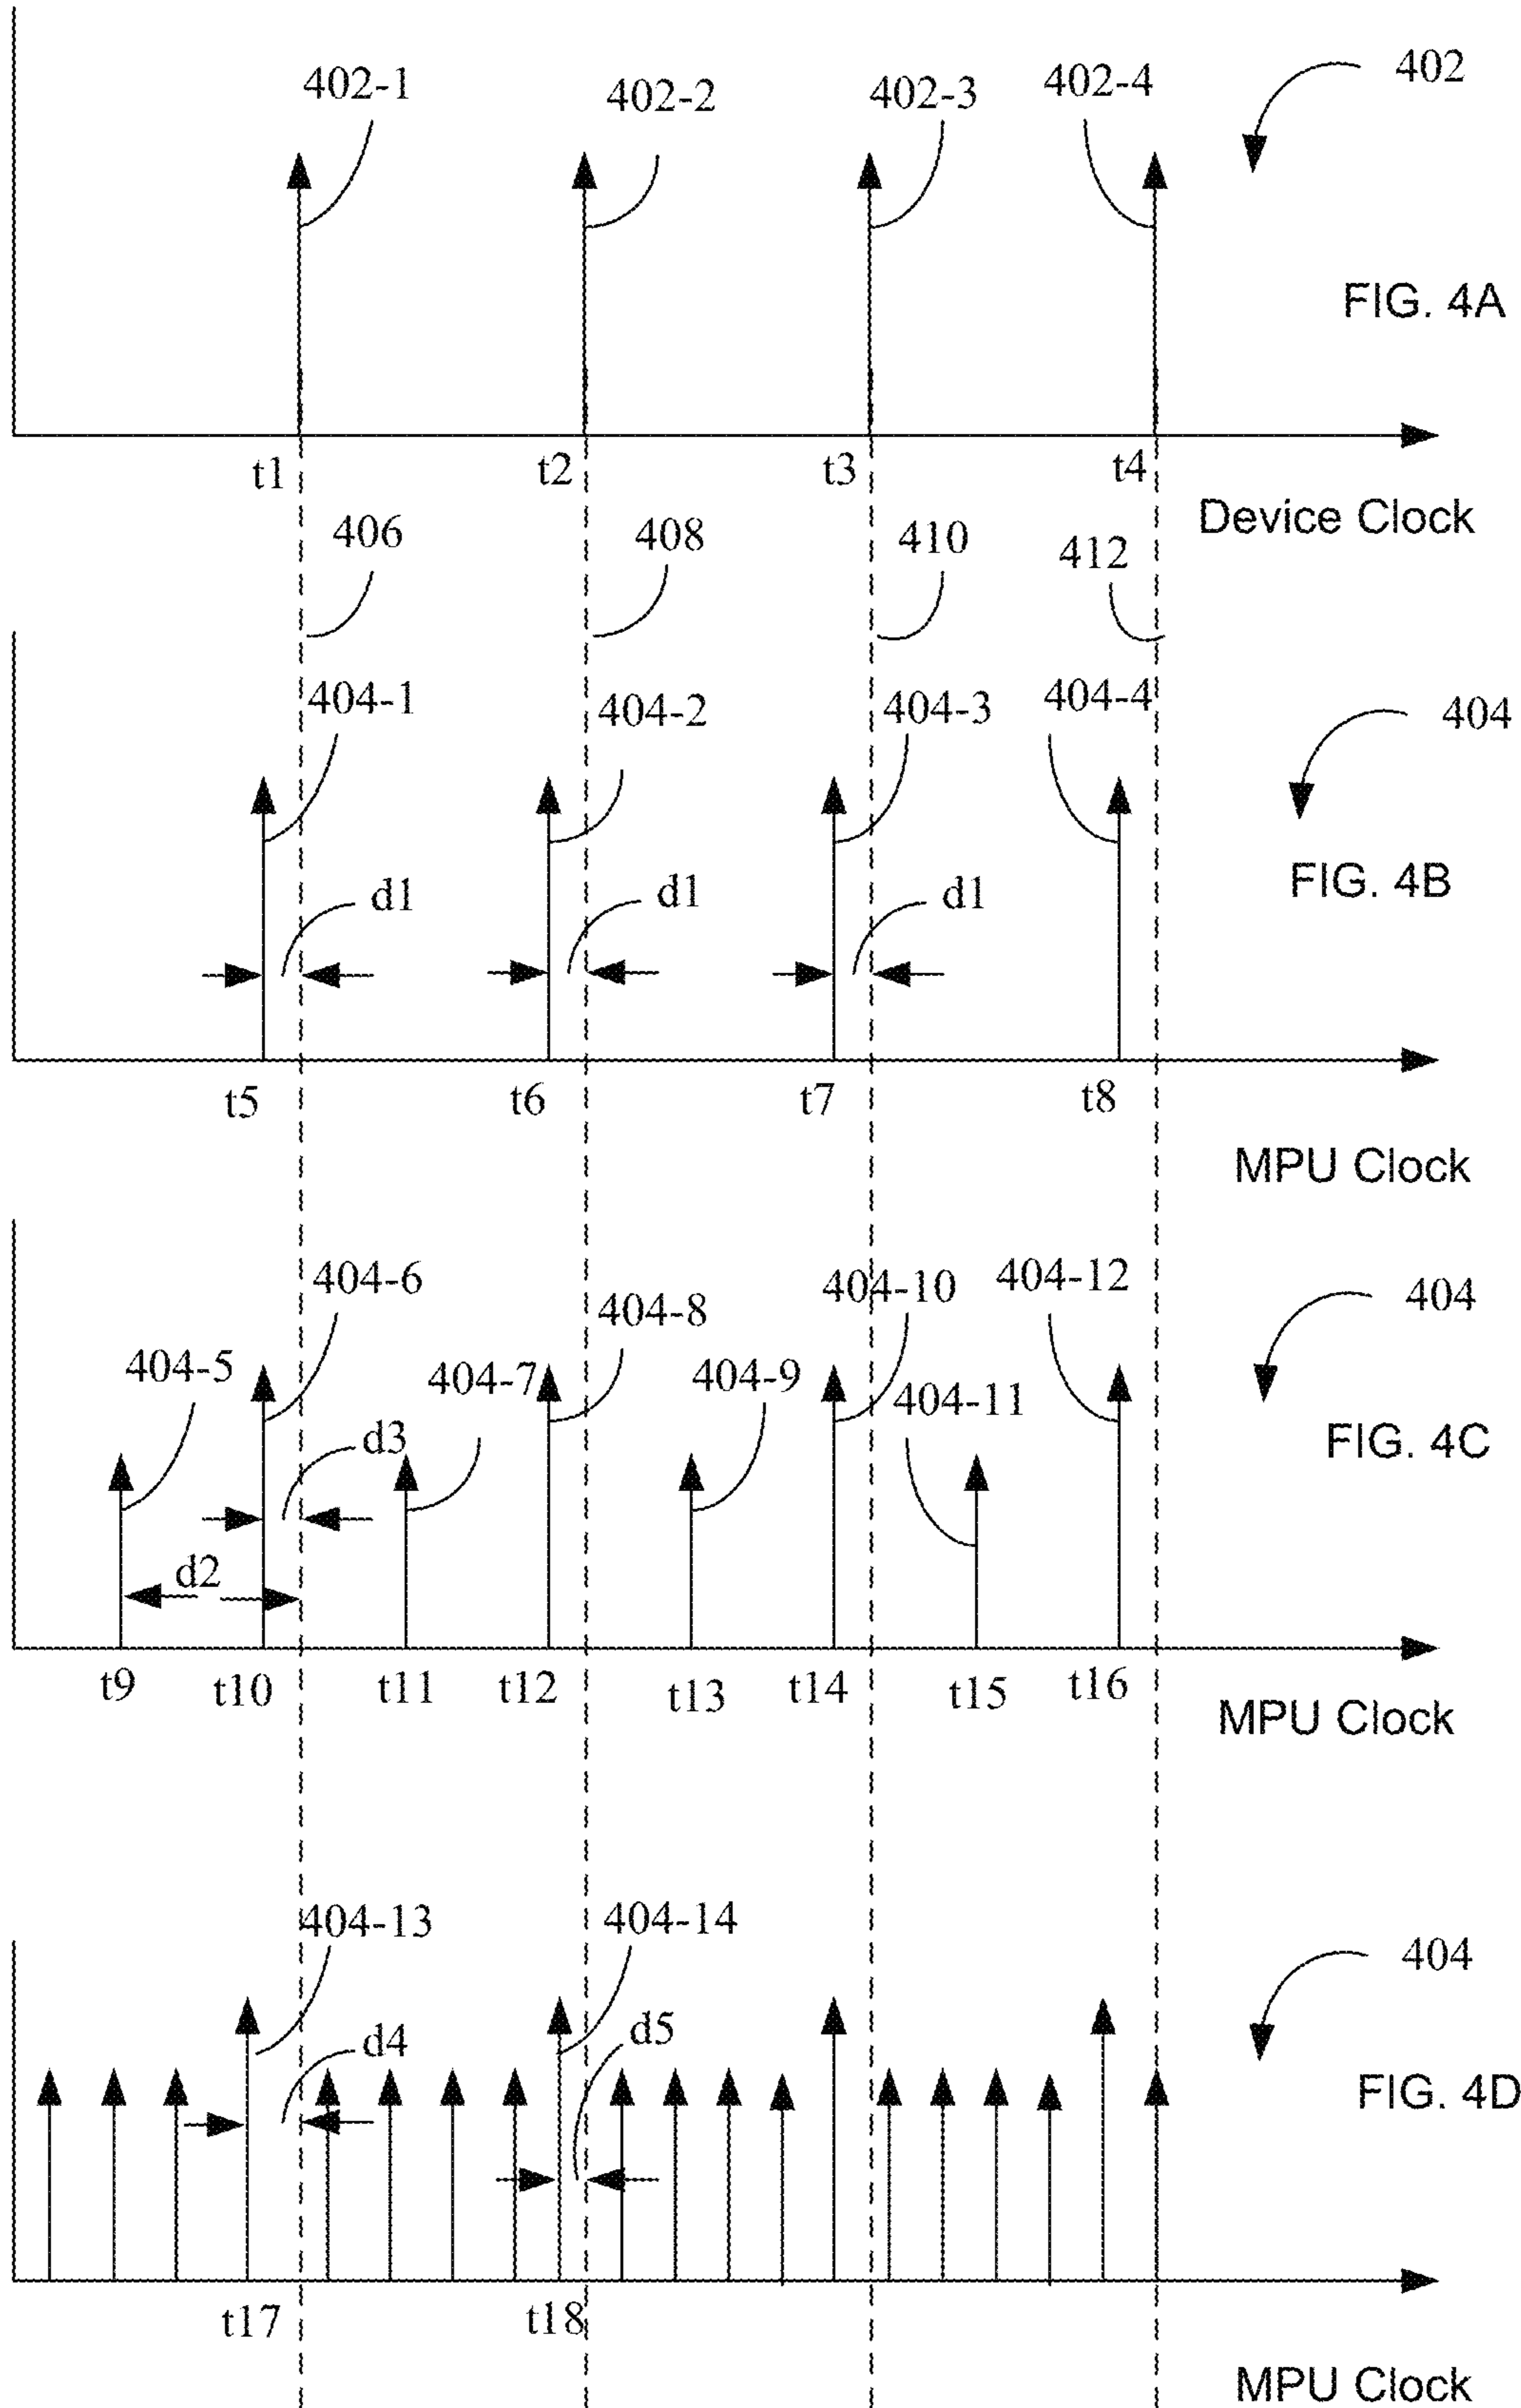 402-1
402-2
402-3
402-4
402
FIG. 4A
t1
t2
t3
t4
Device Clock
406
408
410
412
404-1
404-2
404-3
404-4
404
FIG. 4B
d1
d1
d1
t5
t6
t7
t8
MPU Clock
404-6
404-8
404-10
404-12
404
404-5
404-7
404-9
404-11
FIG. 4C
d3
d2
t9
t10
t11
t12
t13
t14
t15
t16
MPU Clock
404-13
404-14
404
d4
d5
FIG. 4D
t17
t18
MPU Clock